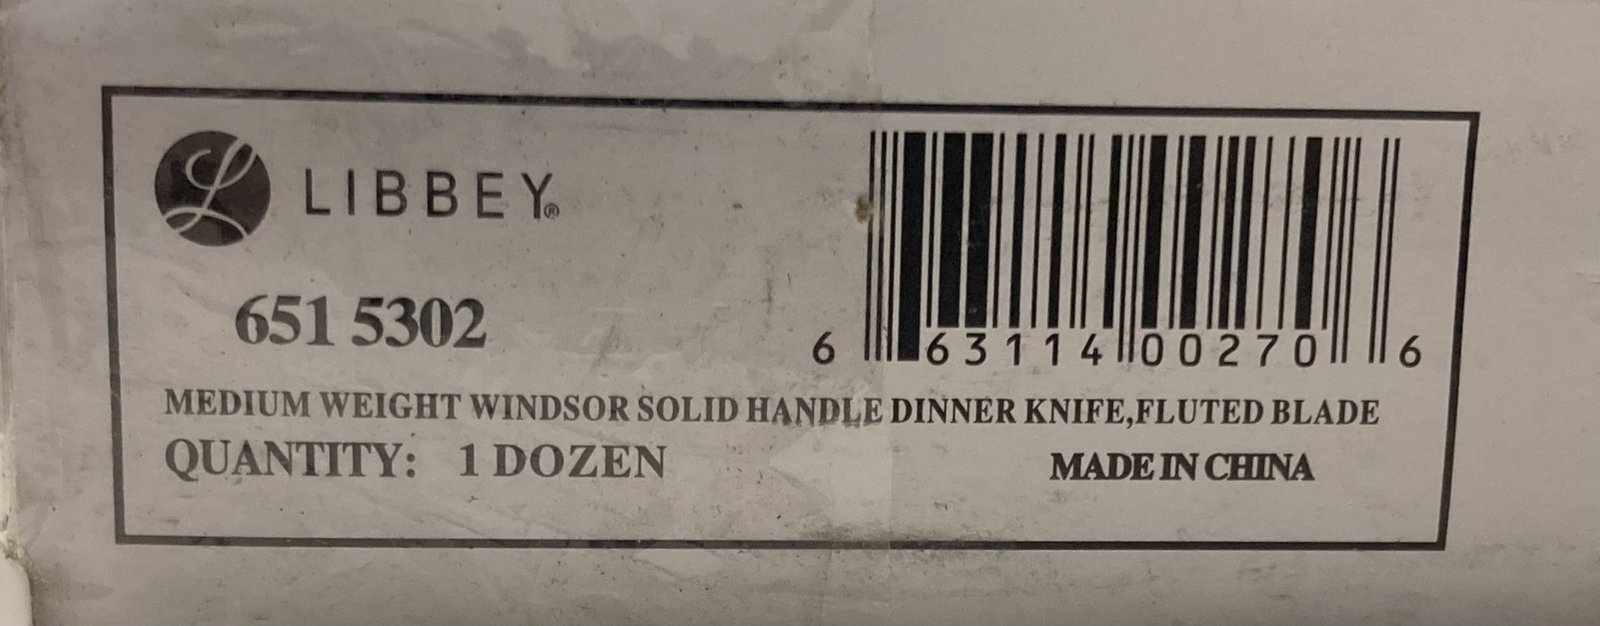 LIBBEY®
651 5302
6 63114 00270 6
MEDIUM WEIGHT WINDSOR SOLID HANDLE DINNER KNIFE,FLUTED BLADE
QUANTITY: 1 DOZEN
MADE IN CHINA